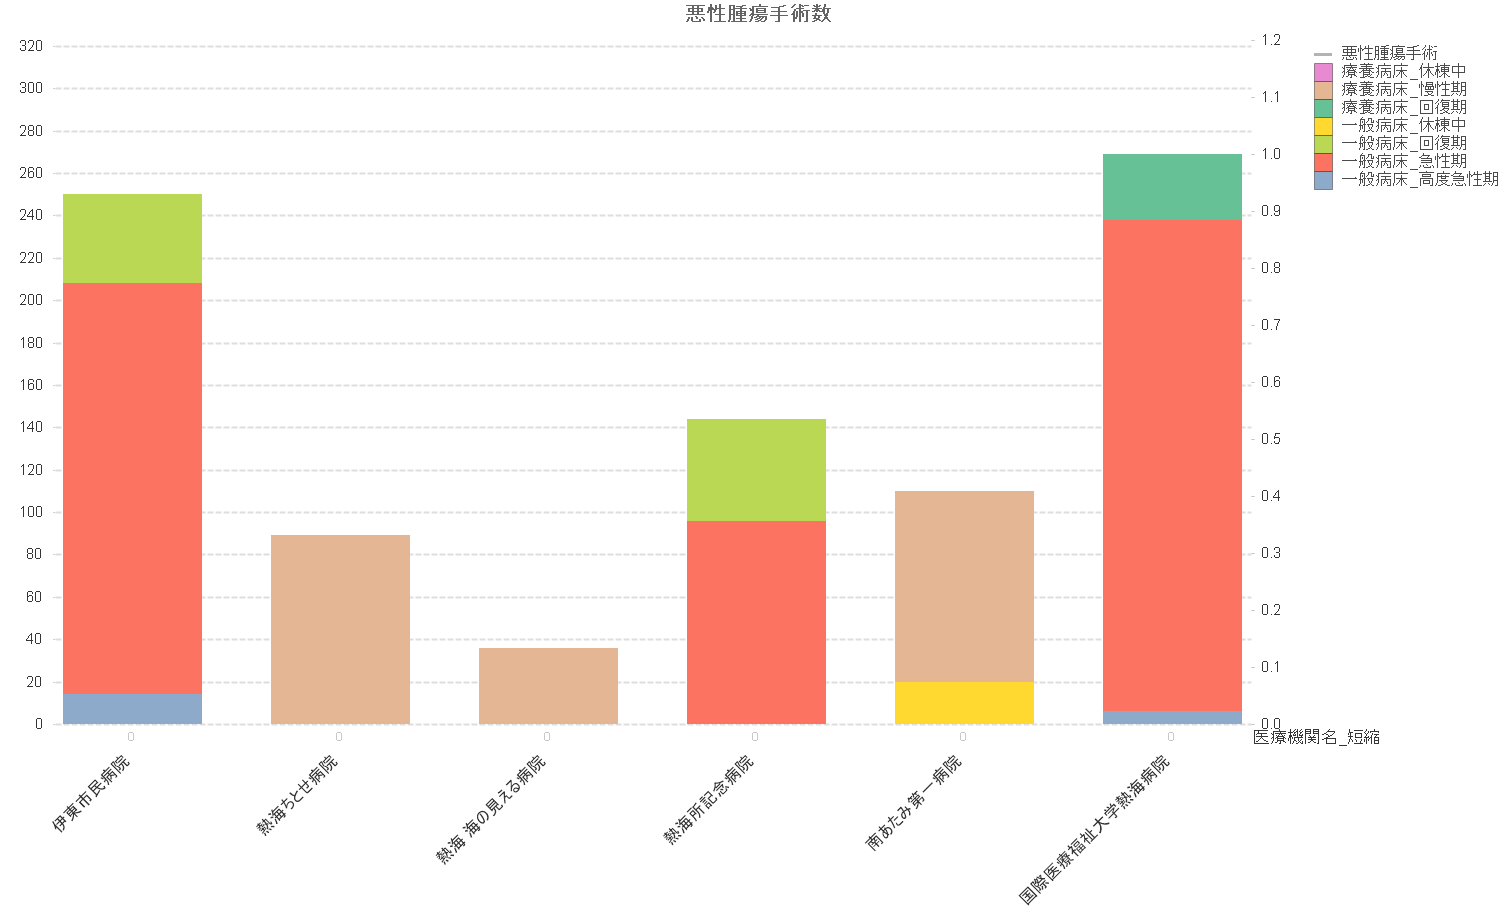 悪性腫瘍手術数
320
300
280
260
240
220
200
180
160
140
120
100
80
60
40
20
0
1.2
1.1
1.0
0.9
0.8
0.7
0.6
0.5
0.4
0.3
0.2
0.1
0.0
悪性腫瘍手術
療養病床_休棟中
療養病床_慢性期
療養病床_回復期
一般病床_休棟中
一般病床_回復期
一般病床_急性期
一般病床_高度急性期
0 0 0 0 0 0
医療機関名_短縮
伊東市民病院
熱海ちとせ病院
熱海 海の見える病院
熱海所記念病院
南あたみ第一病院
国際医療福祉大学熱海病院